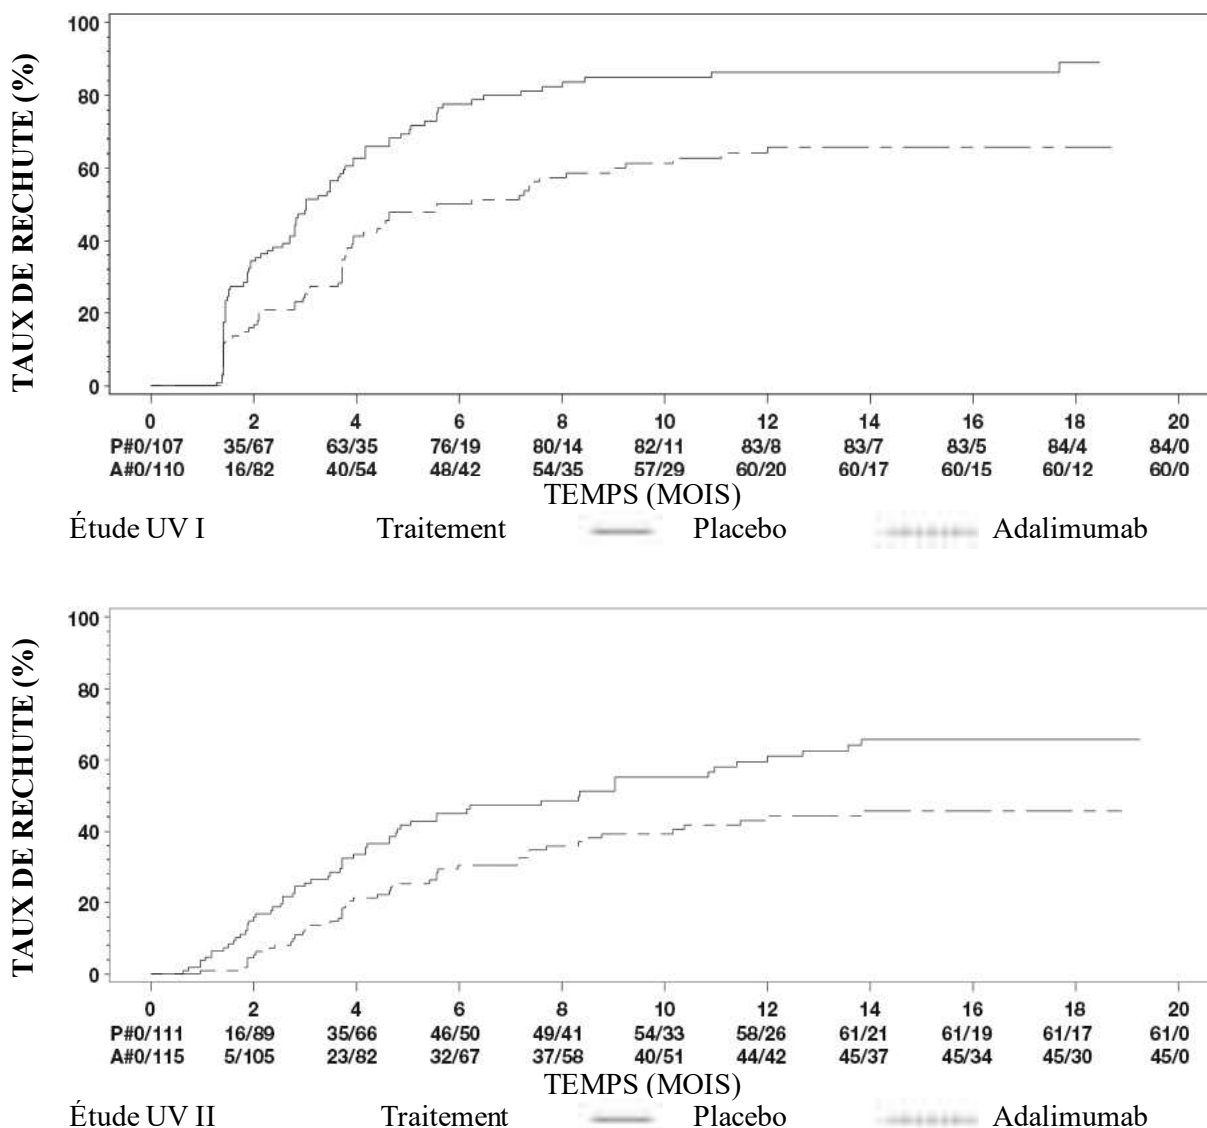 TAUX DE RECHUTE (%)
100
80
60
40
20
0
0 2 4 6 8 10 12 14 16 18 20
P#0/107 35/67 63/35 76/19 80/14 82/11 83/8 83/7 83/5 84/4 84/0
A#0/110 16/82 40/54 48/42 54/35 57/29 60/20 60/17 60/15 60/12 60/0
TEMPS (MOIS)
Étude UV I Traitement Placebo Adalimumab
TAUX DE RECHUTE (%)
100
80
60
40
20
0
0 2 4 6 8 10 12 14 16 18 20
P#0/111 16/89 35/66 46/50 49/41 54/33 58/26 61/21 61/19 61/17 61/0
A#0/115 5/105 23/82 32/67 37/58 40/51 44/42 45/37 45/34 45/30 45/0
TEMPS (MOIS)
Étude UV II Traitement Placebo Adalimumab